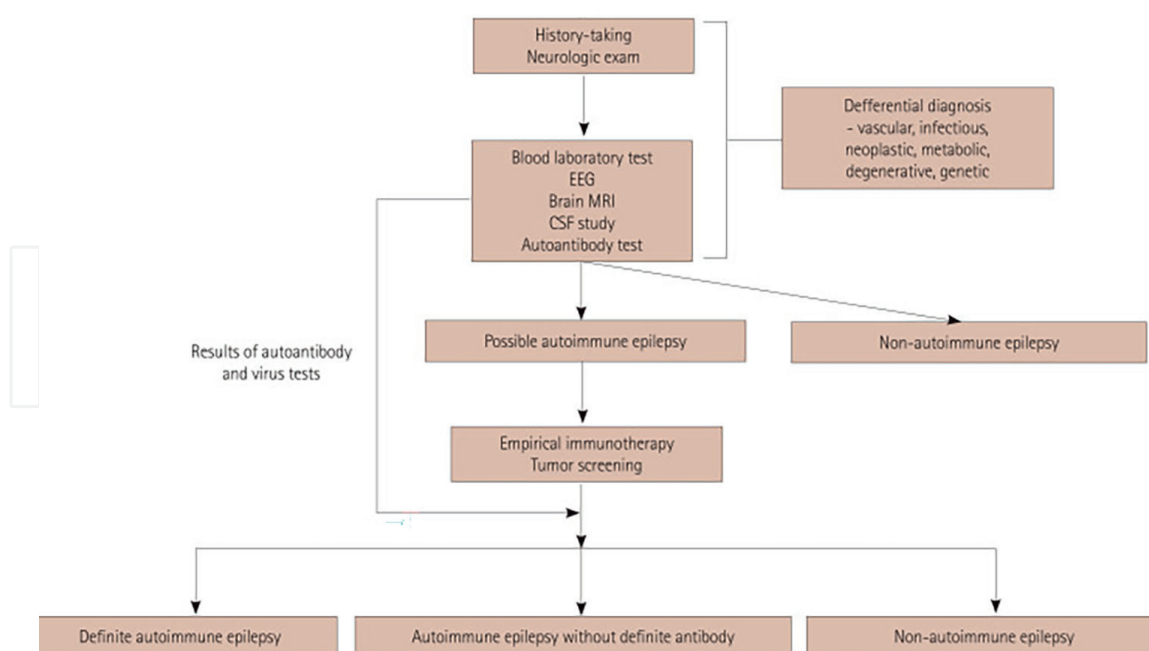 History-taking
Neurologic exam
Defferential diagnosis
- vascular, infectious,
neoplastic, metabolic,
degenerative, genetic
Blood laboratory test
EEG
Brain MRI
CSF study
Autoantibody test
Possible autoimmune epilepsy
Non-autoimmune epilepsy
Results of autoantibody
and virus tests
Empirical immunotherapy
Tumor screening
Definite autoimmune epilepsy
Autoimmune epilepsy without definite antibody
Non-autoimmune epilepsy